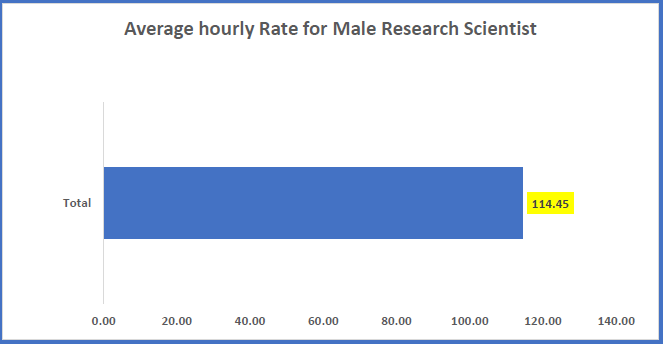 Average hourly Rate for Male Research Scientist
Total
114.45
0.00 20.00 40.00 60.00 80.00 100.00 120.00 140.00